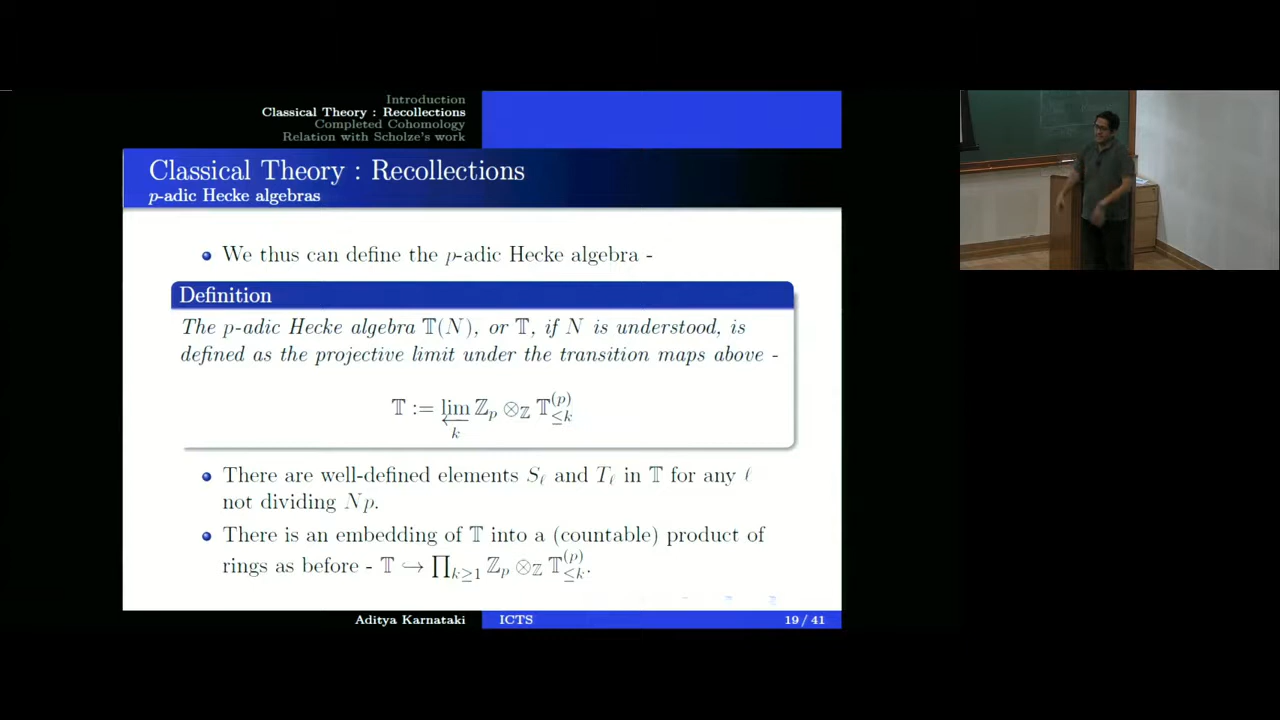 Introduction
Classical Theory : Recollections
Completed Cohomology
Relation with Scholze's work
Classical Theory : Recollections
p-adic Hecke algebras
We thus can define the p-adic Hecke algebra -
Definition
The p-adic Hecke algebra 𝕋(N), or 𝕋, if N is understood, is
defined as the projective limit under the transition maps above -
𝕋 := lim← k ℤ_p ⊗_ℤ 𝕋^{(p)}_{≤k}
There are well-defined elements S_ℓ and T_ℓ in 𝕋 for any ℓ
not dividing Np.
There is an embedding of 𝕋 into a (countable) product of
rings as before - 𝕋 ↪ ∏_{k≥1} ℤ_p ⊗_ℤ 𝕋^{(p)}_{≤k}.
Aditya Karnataki ICTS 19 / 41